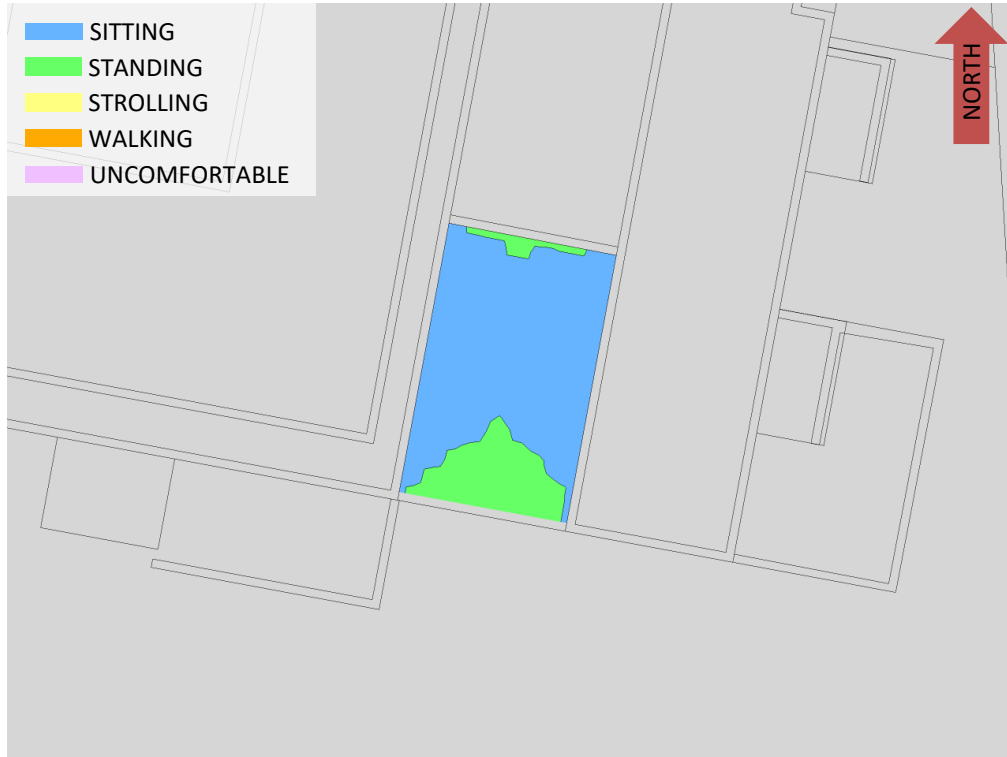 SITTING
STANDING
STROLLING
WALKING
UNCOMFORTABLE
NORTH